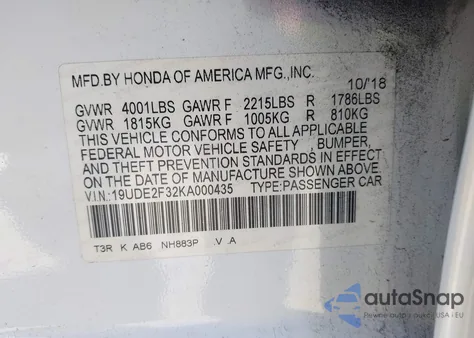 MFD.BY HONDA OF AMERICA MFG.,INC.
10/'18
GVWR 4001LBS GAWR F 2215LBS R 1786LBS
GVWR 1815KG GAWR F 1005KG R 810KG
THIS VEHICLE CONFORMS TO ALL APPLICABLE
FEDERAL MOTOR VEHICLE SAFETY , BUMPER,
AND THEFT PREVENTION STANDARDS IN EFFECT
ON THE DATE OF MANUFACTURE SHOWN ABOVE.
V.I.N.: 19UDE2F32KA000435 TYPE:PASSENGER CAR
T3R K AB6 NH883P .V .A
autoSnap
USA i EU